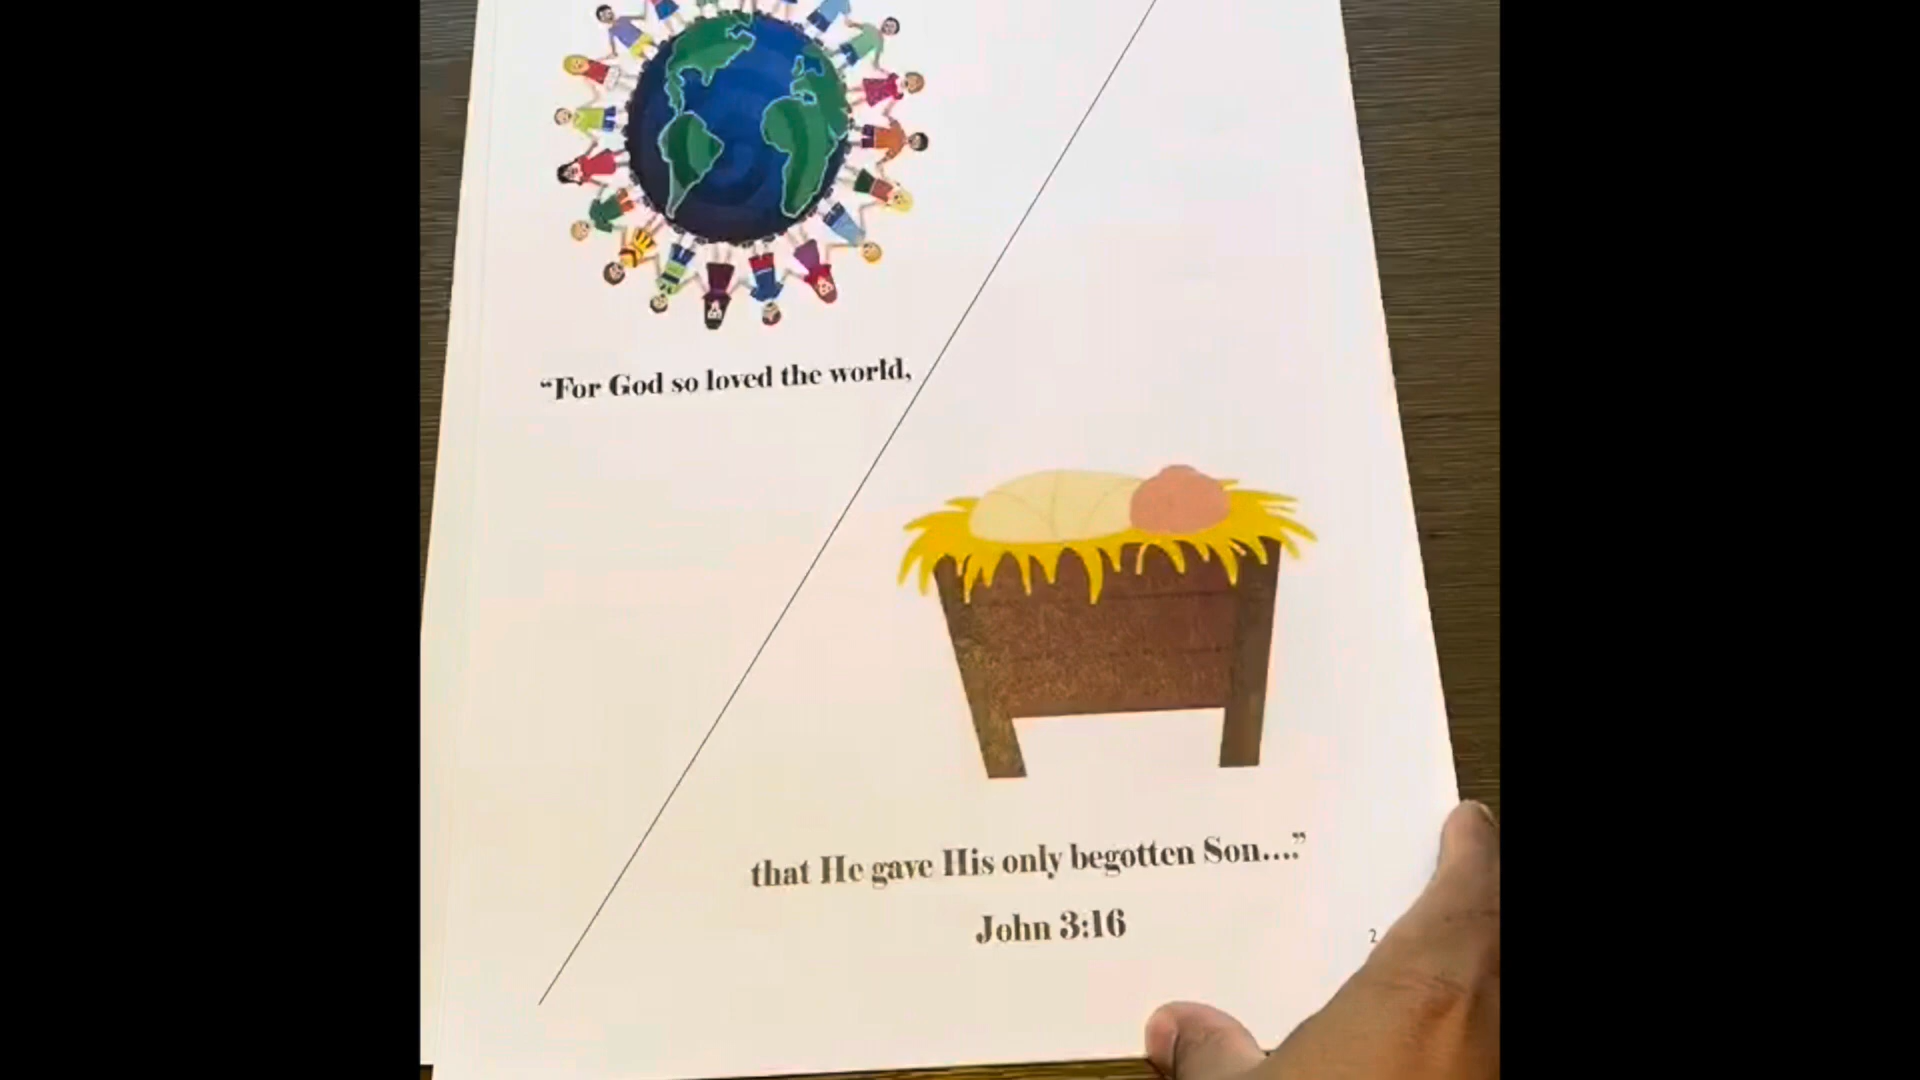 “For God so loved the world,
that He gave His only begotten Son....”
John 3:16
2